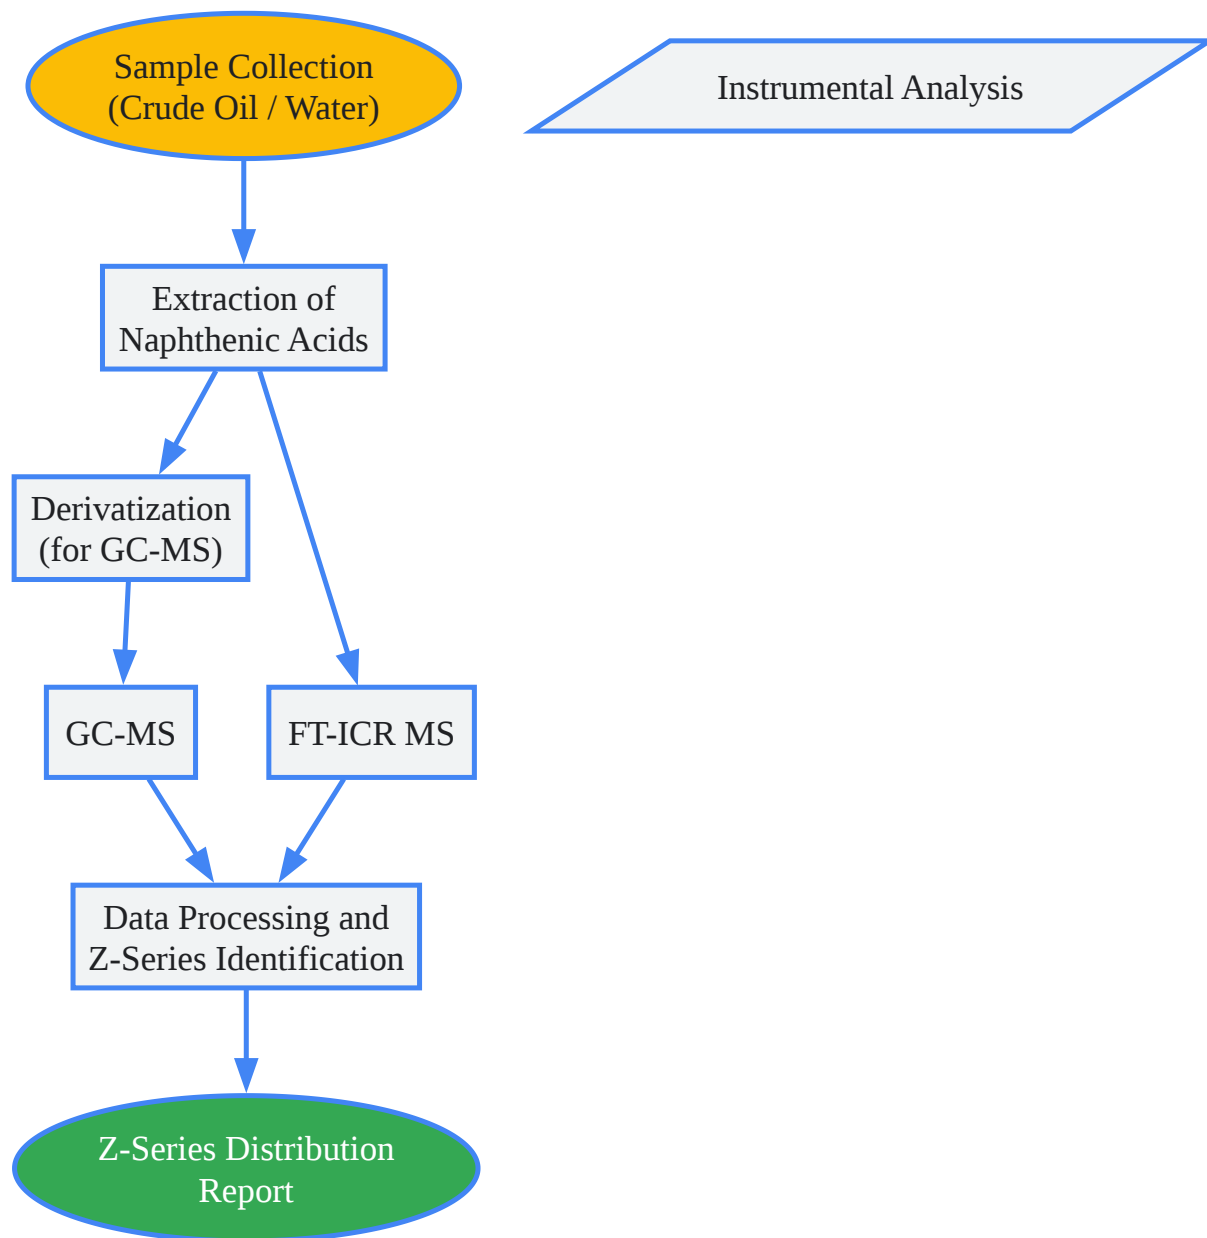 Sample Collection
(Crude Oil / Water)
Instrumental Analysis
Extraction of
Naphthenic Acids
Derivatization
(for GC-MS)
GC-MS
FT-ICR MS
Data Processing and
Z-Series Identification
Z-Series Distribution
Report